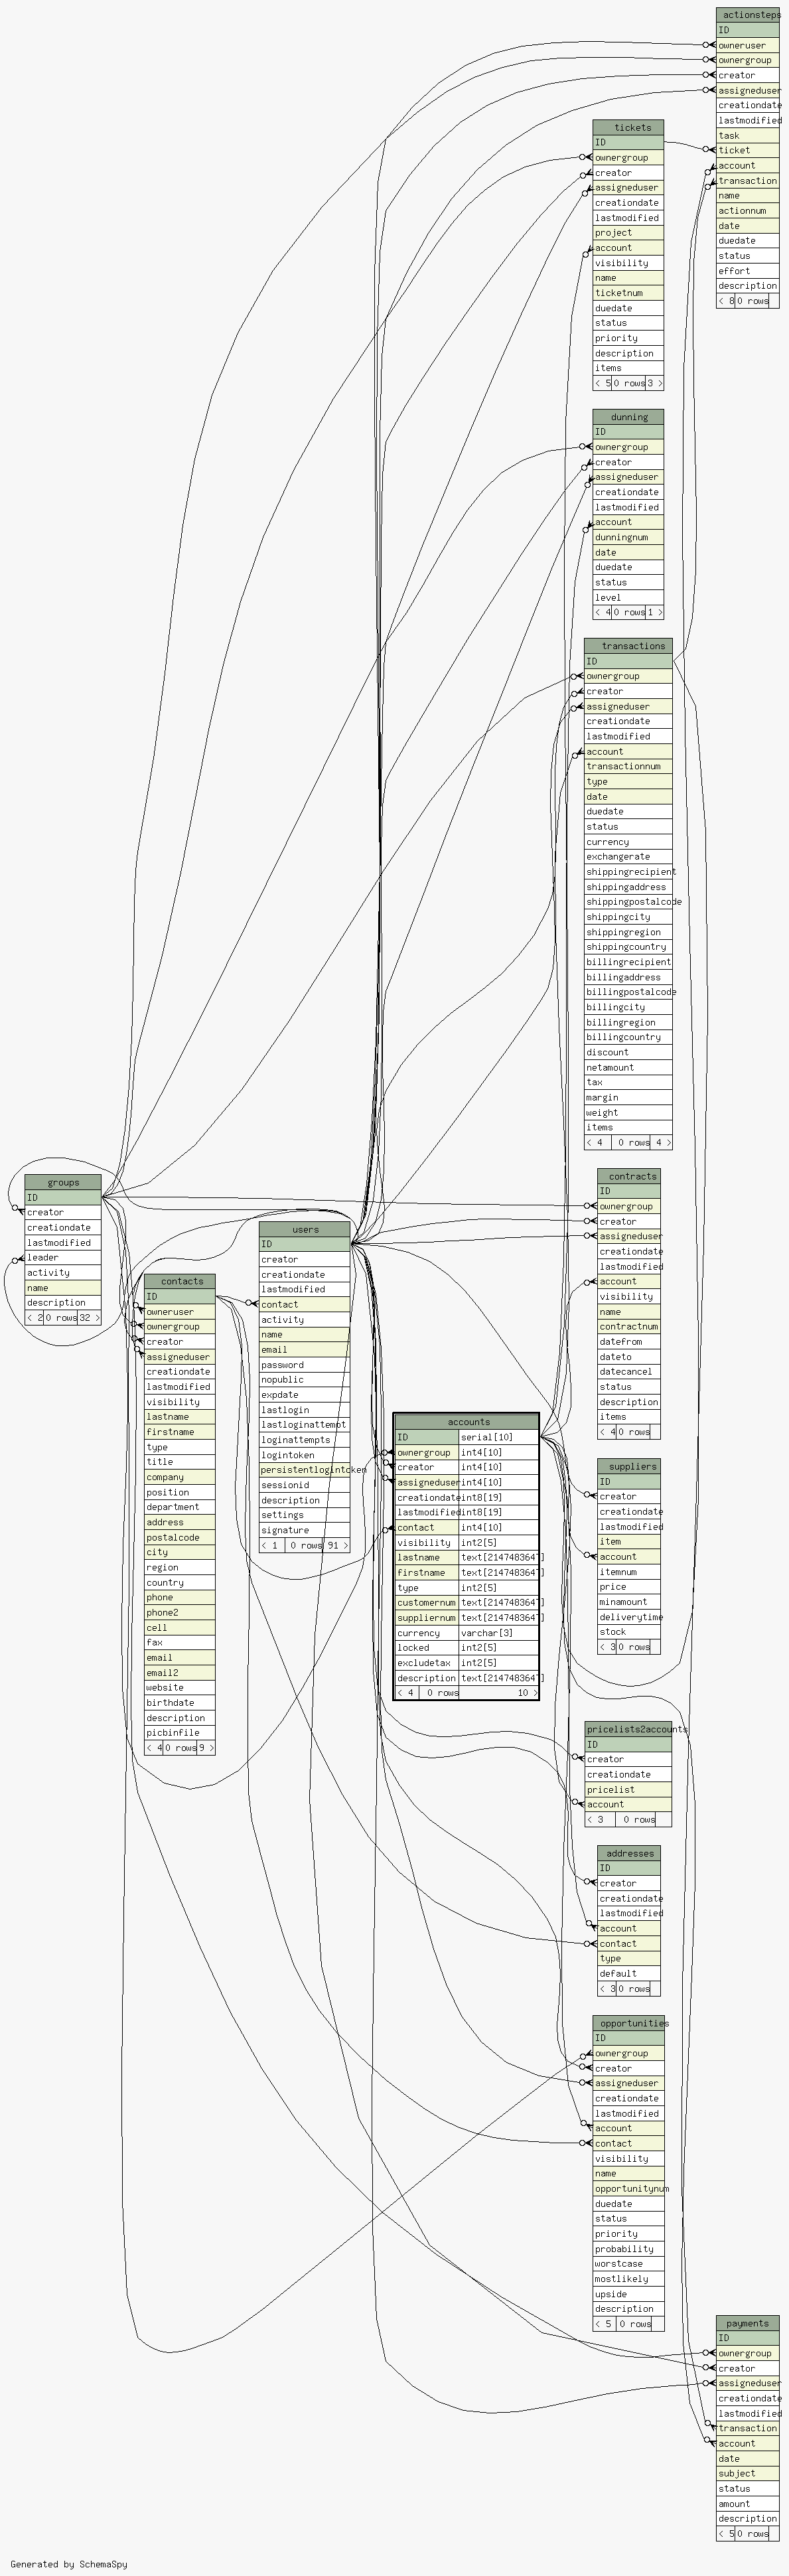 actionsteps
ID
owneruser
ownergroup
creator
assigneduser
creationdate
lastmodified
task
ticket
account
transaction
name
actionnum
date
duedate
status
effort
description
< 8 0 rows
tickets
ID
ownergroup
creator
assigneduser
creationdate
lastmodified
project
account
visibility
name
ticketnum
duedate
status
priority
description
items
< 5 0 rows 3 >
dunning
ID
ownergroup
creator
assigneduser
creationdate
lastmodified
account
dunningnum
date
duedate
status
level
< 4 0 rows 1 >
transactions
ID
ownergroup
creator
assigneduser
creationdate
lastmodified
account
transactionnum
type
date
duedate
status
currency
exchangerate
shippingrecipient
shippingaddress
shippingpostalcode
shippingcity
shippingregion
shippingcountry
billingrecipient
billingaddress
billingpostalcode
billingcity
billingregion
billingcountry
discount
netamount
tax
margin
weight
items
< 4 0 rows 4 >
groups
ID
creator
creationdate
lastmodified
leader
activity
name
description
< 2 0 rows 32 >
contacts
ID
owneruser
ownergroup
creator
assigneduser
creationdate
lastmodified
visibility
lastname
firstname
type
title
company
position
department
address
postalcode
city
region
country
phone
phone2
cell
fax
email
email2
website
birthdate
description
picbinfile
< 4 0 rows 9 >
users
ID
creator
creationdate
lastmodified
contact
activity
name
email
password
nopublic
expdate
lastlogin
lastloginattempt
loginattempts
logintoken
persistentlogintoken
sessionid
description
settings
signature
< 1 0 rows 91 >
accounts
ID serial[10]
ownergroup int4[10]
creator int4[10]
assigneduser int4[10]
creationdate int8[19]
lastmodified int8[19]
contact int4[10]
visibility int2[5]
lastname text[2147483647]
firstname text[2147483647]
type int2[5]
customernum text[2147483647]
suppliernum text[2147483647]
currency varchar[3]
locked int2[5]
excludetax int2[5]
description text[2147483647]
< 4 0 rows 10 >
contracts
ID
ownergroup
creator
assigneduser
creationdate
lastmodified
account
visibility
name
contractnum
datefrom
dateto
datecancel
status
description
items
< 4 0 rows
suppliers
ID
creator
creationdate
lastmodified
item
account
itemnum
price
minamount
deliverytime
stock
< 3 0 rows
pricelists2accounts
ID
creator
creationdate
pricelist
account
< 3 0 rows
addresses
ID
creator
creationdate
lastmodified
account
contact
type
default
< 3 0 rows
opportunities
ID
ownergroup
creator
assigneduser
creationdate
lastmodified
account
contact
visibility
name
opportunitynum
duedate
status
priority
probability
worstcase
mostlikely
upside
description
< 5 0 rows
payments
ID
ownergroup
creator
assigneduser
creationdate
lastmodified
transaction
account
date
subject
status
amount
description
< 5 0 rows
Generated by SchemaSpy